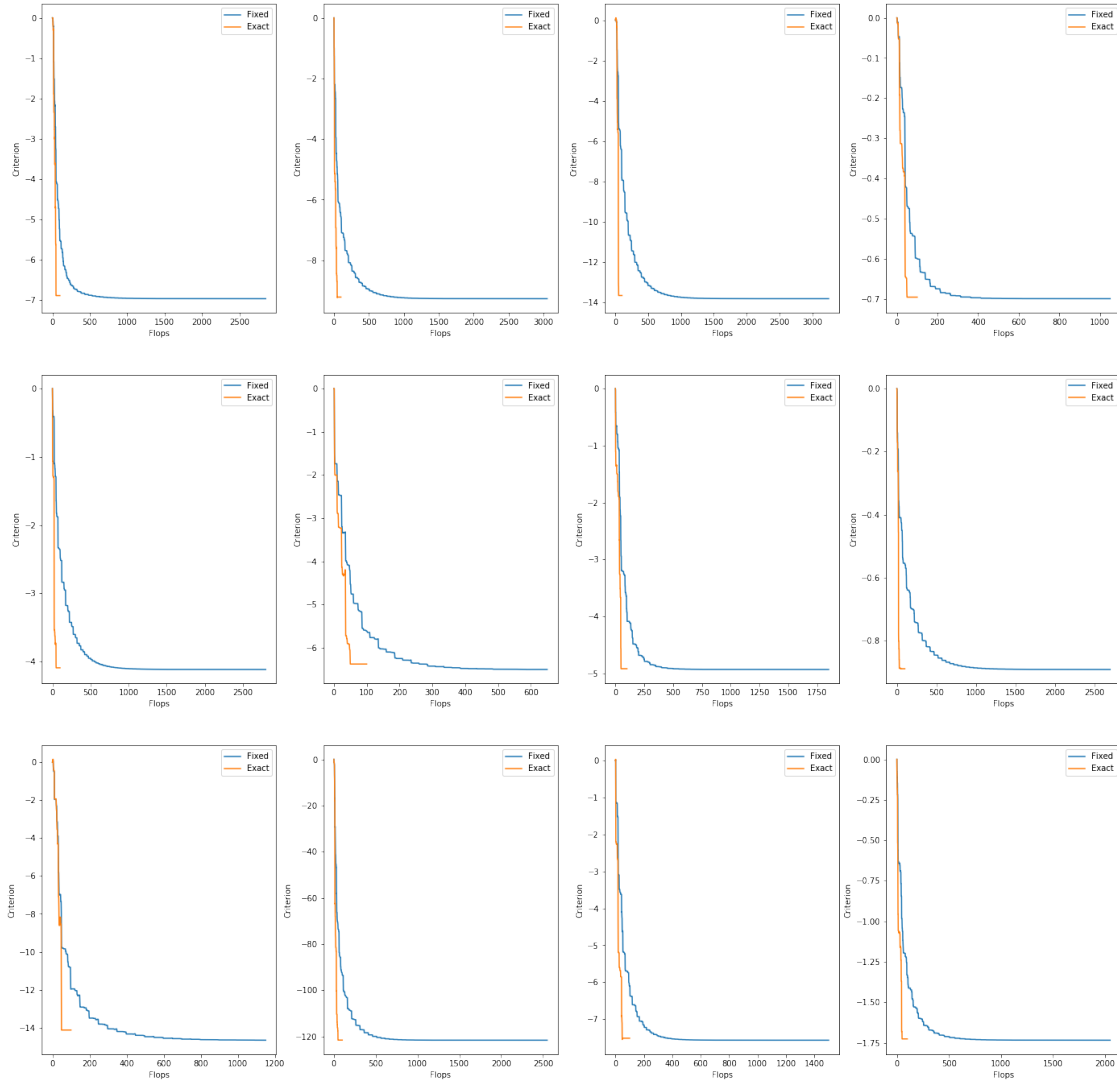 Fixed
Exact
0
−1
−2
−3
−4
−5
−6
−7
Criterion
0 500 1000 1500 2000 2500
Flops
Fixed
Exact
0
−2
−4
−6
−8
Criterion
0 500 1000 1500 2000 2500 3000
Flops
Fixed
Exact
0
−2
−4
−6
−8
−10
−12
−14
Criterion
0 500 1000 1500 2000 2500 3000
Flops
Fixed
Exact
0.0
−0.1
−0.2
−0.3
−0.4
−0.5
−0.6
−0.7
Criterion
0 200 400 600 800 1000
Flops
Fixed
Exact
0
−1
−2
−3
−4
Criterion
0 500 1000 1500 2000 2500
Flops
Fixed
Exact
0
−1
−2
−3
−4
−5
−6
Criterion
0 100 200 300 400 500 600
Flops
Fixed
Exact
0
−1
−2
−3
−4
−5
Criterion
0 250 500 750 1000 1250 1500 1750
Flops
Fixed
Exact
0.0
−0.2
−0.4
−0.6
−0.8
Criterion
0 500 1000 1500 2000 2500
Flops
Fixed
Exact
0
−2
−4
−6
−8
−10
−12
−14
Criterion
0 200 400 600 800 1000 1200
Flops
Fixed
Exact
0
−20
−40
−60
−80
−100
−120
Criterion
0 500 1000 1500 2000 2500
Flops
Fixed
Exact
0
−1
−2
−3
−4
−5
−6
−7
Criterion
0 200 400 600 800 1000 1200 1400
Flops
Fixed
Exact
0.00
−0.25
−0.50
−0.75
−1.00
−1.25
−1.50
−1.75
Criterion
0 500 1000 1500 2000
Flops